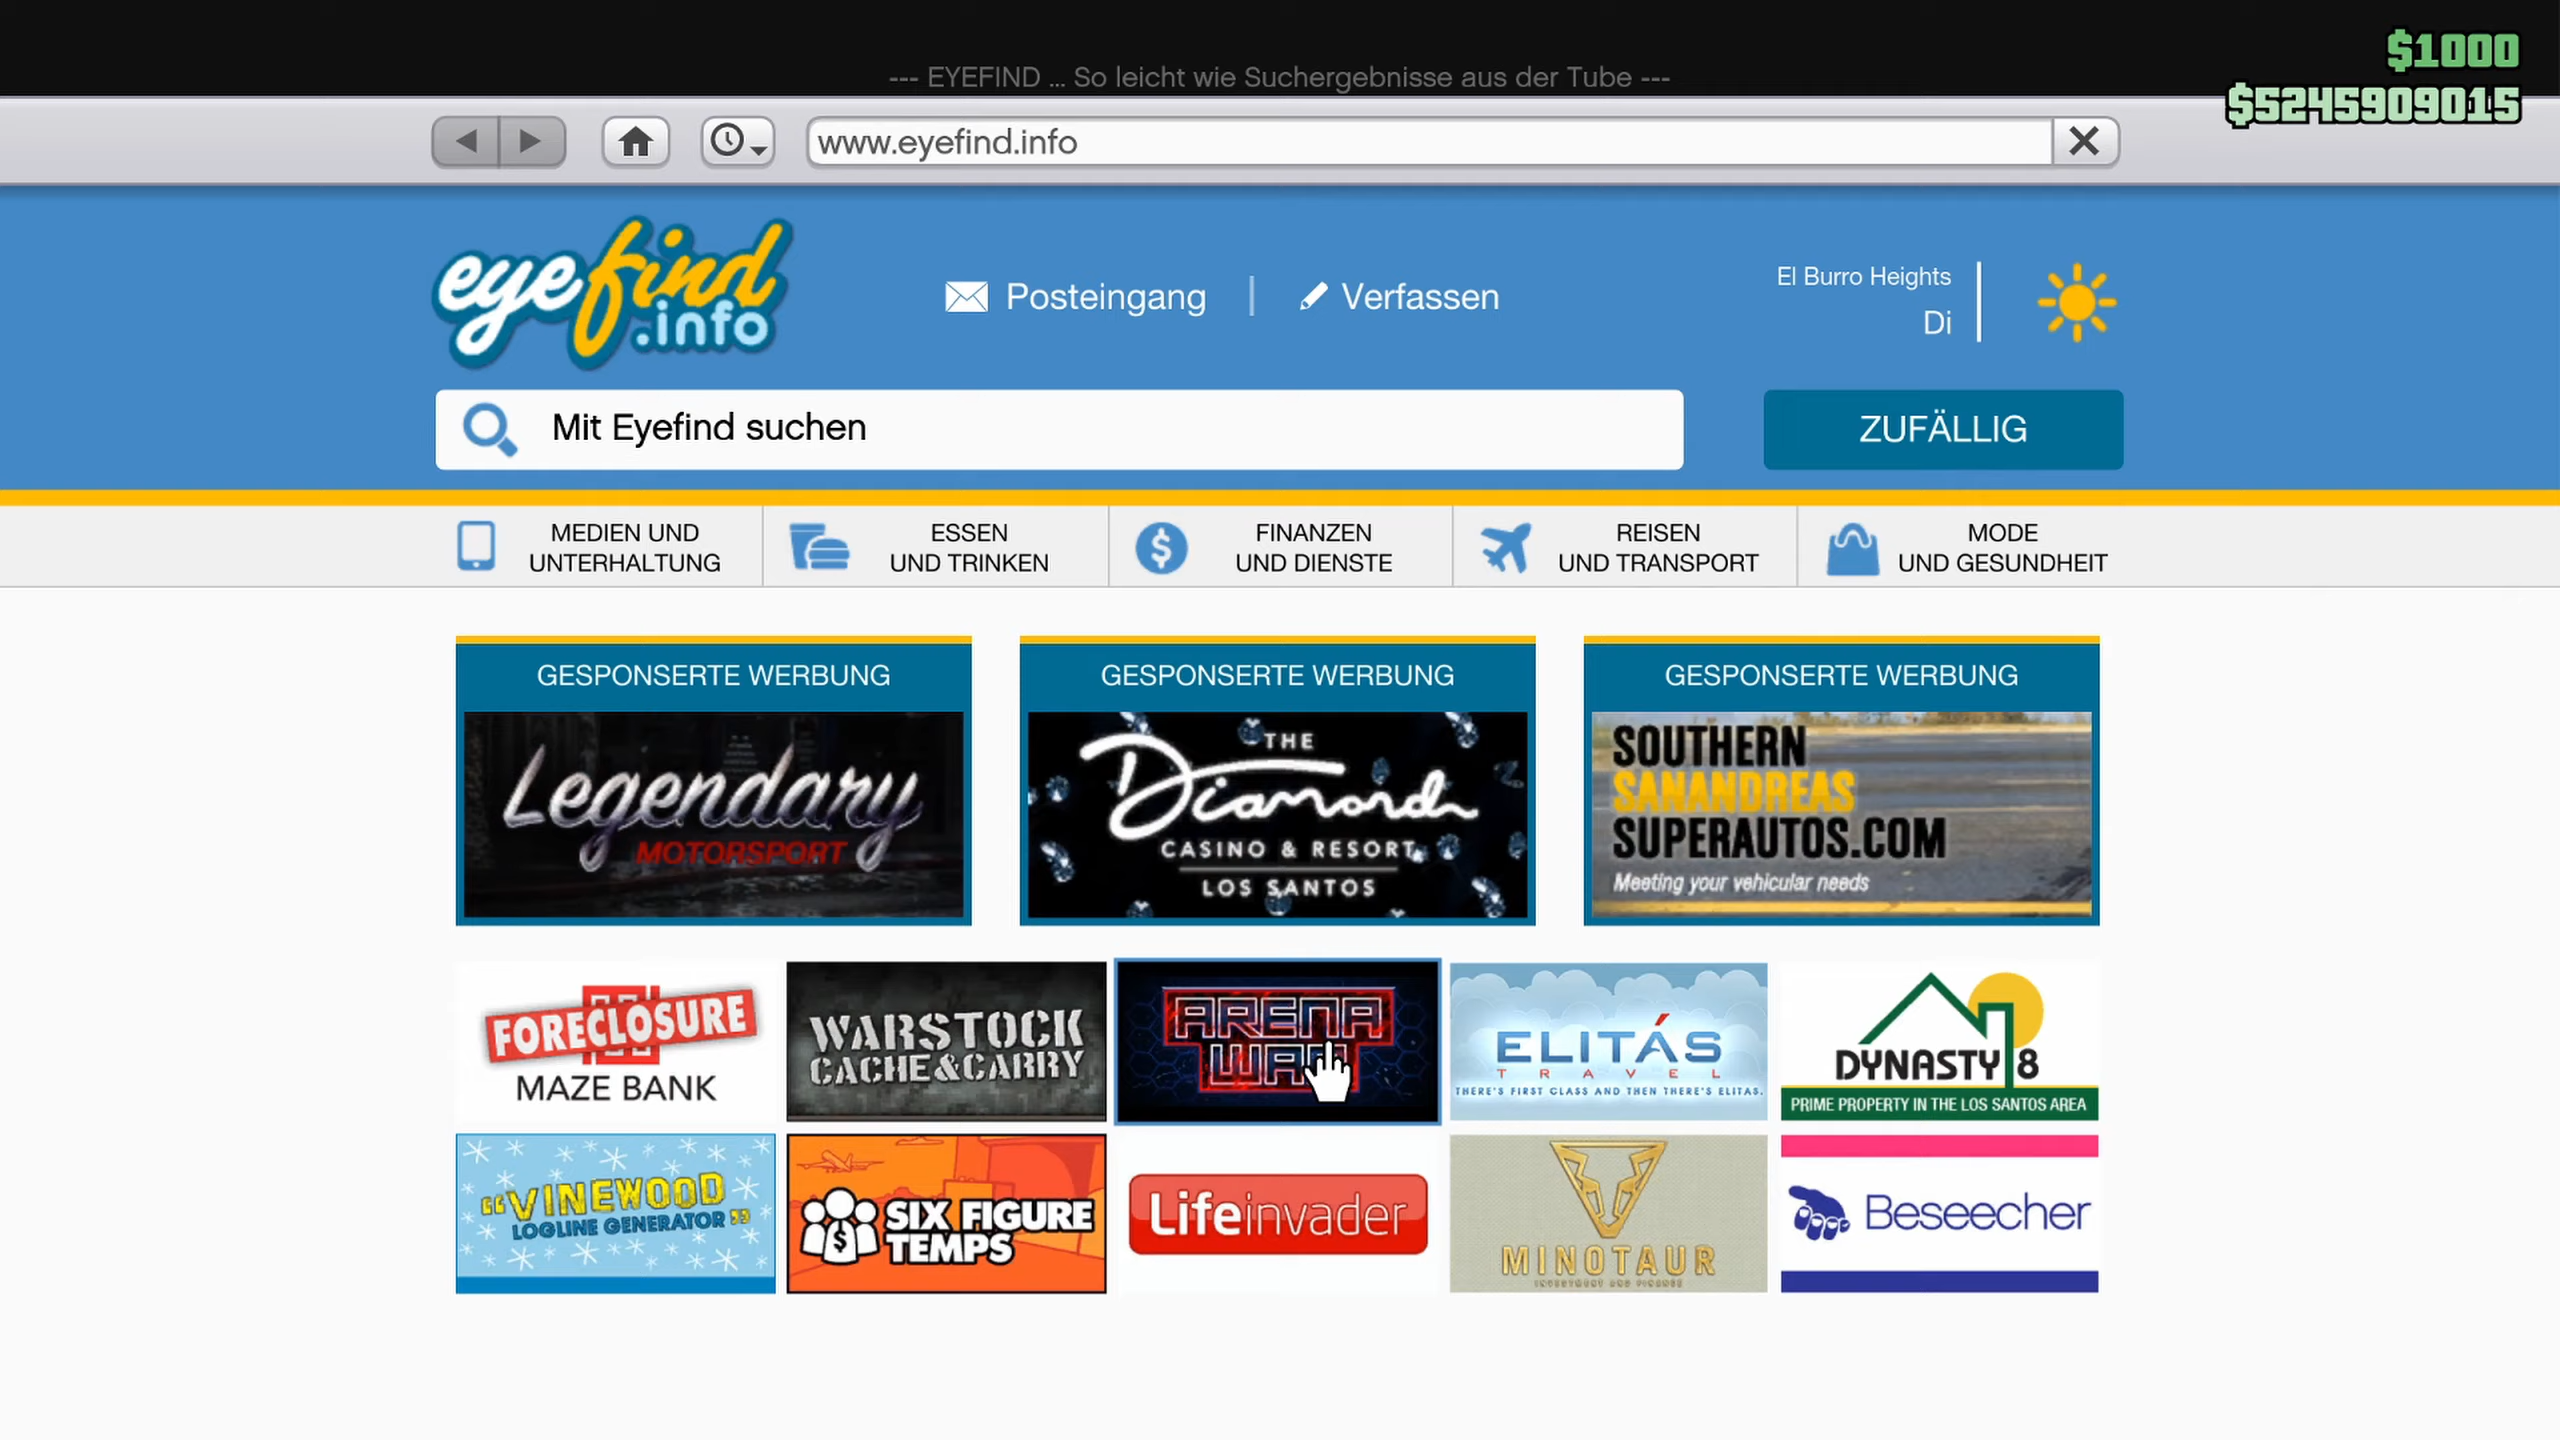 --- EYEFIND ... So leicht wie Suchergebnisse aus der Tube ---
$1000
$5245909015
www.eyefind.info
eyefind
.info
Posteingang
Verfassen
El Burro Heights
Di
Mit Eyefind suchen
ZUFÄLLIG
MEDIEN UND
UNTERHALTUNG
ESSEN
UND TRINKEN
FINANZEN
UND DIENSTE
REISEN
UND TRANSPORT
MODE
UND GESUNDHEIT
GESPONSERTE WERBUNG
Legendary
MOTORSPORT
GESPONSERTE WERBUNG
THE
Diamond
CASINO & RESORT
LOS SANTOS
GESPONSERTE WERBUNG
SOUTHERN
SANANDREAS
SUPERAUTOS.COM
Meeting your vehicular needs
FORECLOSURE
MAZE BANK
WARSTOCK
CACHE&CARRY
ARENA
WAR
ELITÁS
TRAVEL
THERE'S FIRST CLASS AND THEN THERE'S ELITAS.
DYNASTY 8
PRIME PROPERTY IN THE LOS SANTOS AREA
"VINEWOOD
LOGLINE GENERATOR"
SIX FIGURE
TEMPS
Lifeinvader
MINOTAUR
INVESTMENT AND FINANCE
Beseecher